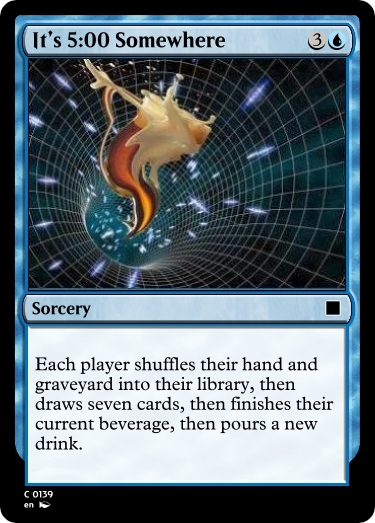 It's 5:00 Somewhere 3
Sorcery
Each player shuffles their hand and
graveyard into their library, then
draws seven cards, then finishes their
current beverage, then pours a new
drink.
C 0139
en